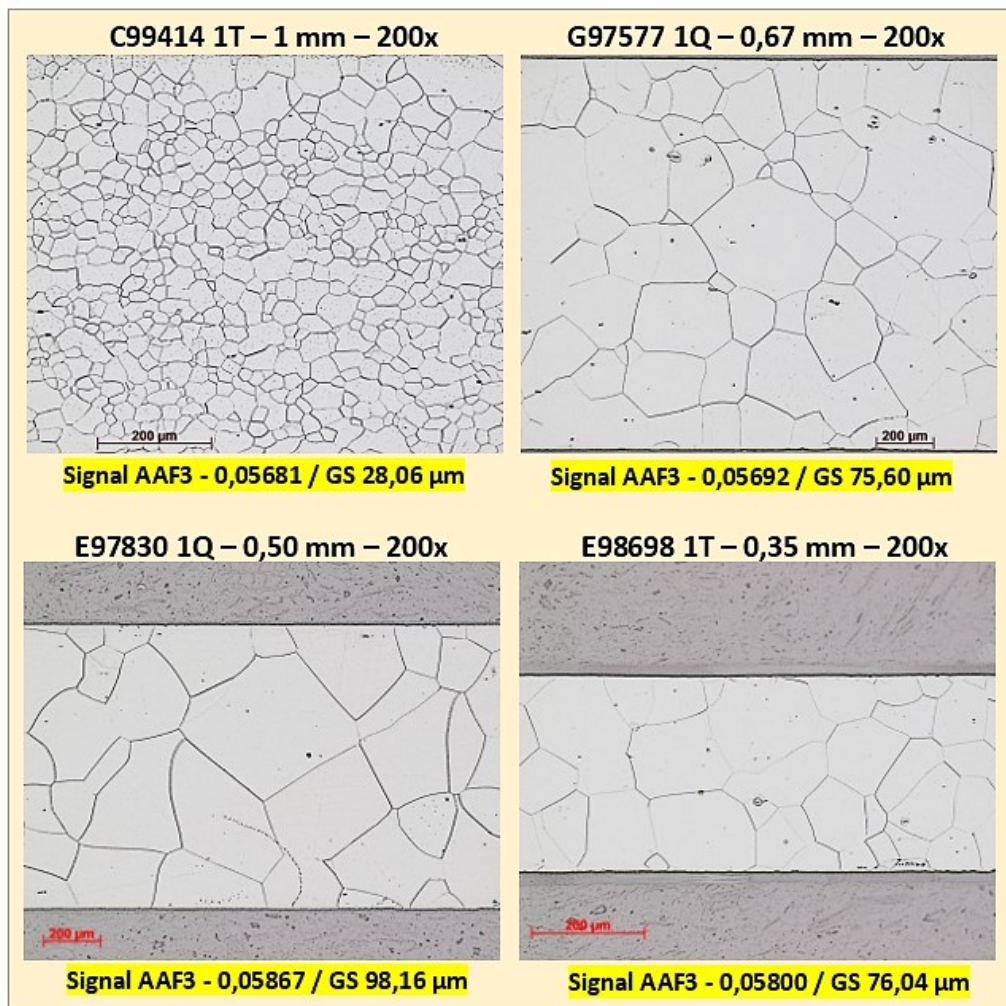 C99414 1T – 1 mm – 200x
G97577 1Q – 0,67 mm – 200x
200 µm
200 µm
Signal AAF3 - 0,05681 / GS 28,06 µm
Signal AAF3 - 0,05692 / GS 75,60 µm
E97830 1Q – 0,50 mm – 200x
E98698 1T – 0,35 mm – 200x
200 µm
200 µm
Signal AAF3 - 0,05867 / GS 98,16 µm
Signal AAF3 - 0,05800 / GS 76,04 µm